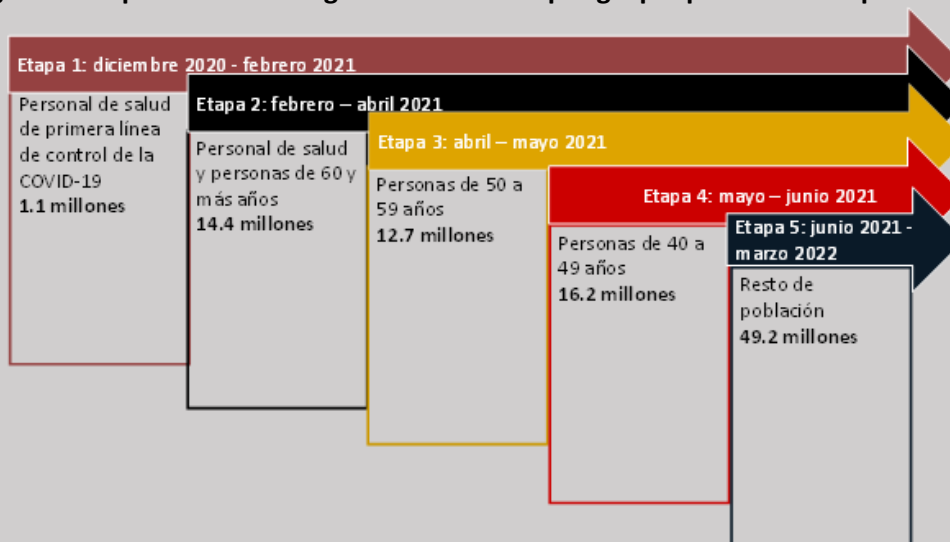 Etapa 1: diciembre 2020 - febrero 2021
Personal de salud
de primera línea
de control de la
COVID-19
1.1 millones
Etapa 2: febrero – abril 2021
Personal de salud
y personas de 60 y
más años
14.4 millones
Etapa 3: abril – mayo 2021
Personas de 50 a
59 años
12.7 millones
Etapa 4: mayo – junio 2021
Personas de 40 a
49 años
16.2 millones
Etapa 5: junio 2021 -
marzo 2022
Resto de
población
49.2 millones